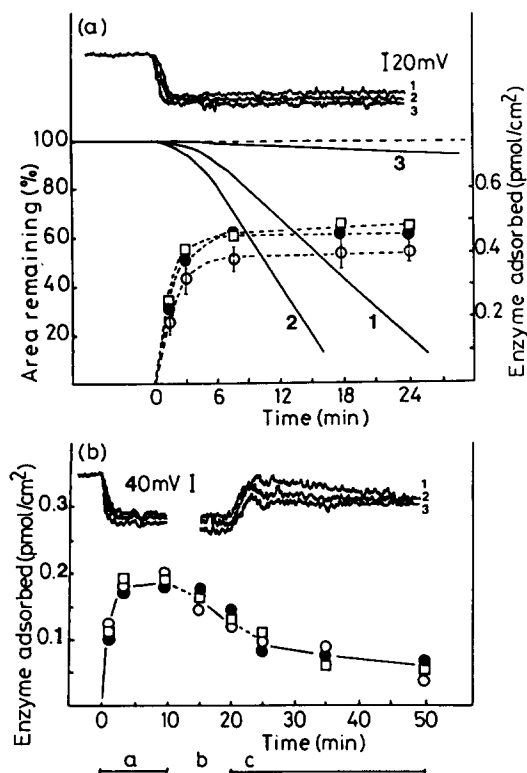 (a)
I 20mV
1
2
3
Area remaining (%)
100
80
60
40
20
3
2
1
Enzyme adsorbed (pmol/cm²)
0.6
0.4
0.2
0 6 12 18 24
Time (min)
(b)
40mV I
1
2
3
Enzyme adsorbed (pmol/cm²)
0.3
0.2
0.1
0 10 20 30 40 50
Time (min)
a b c